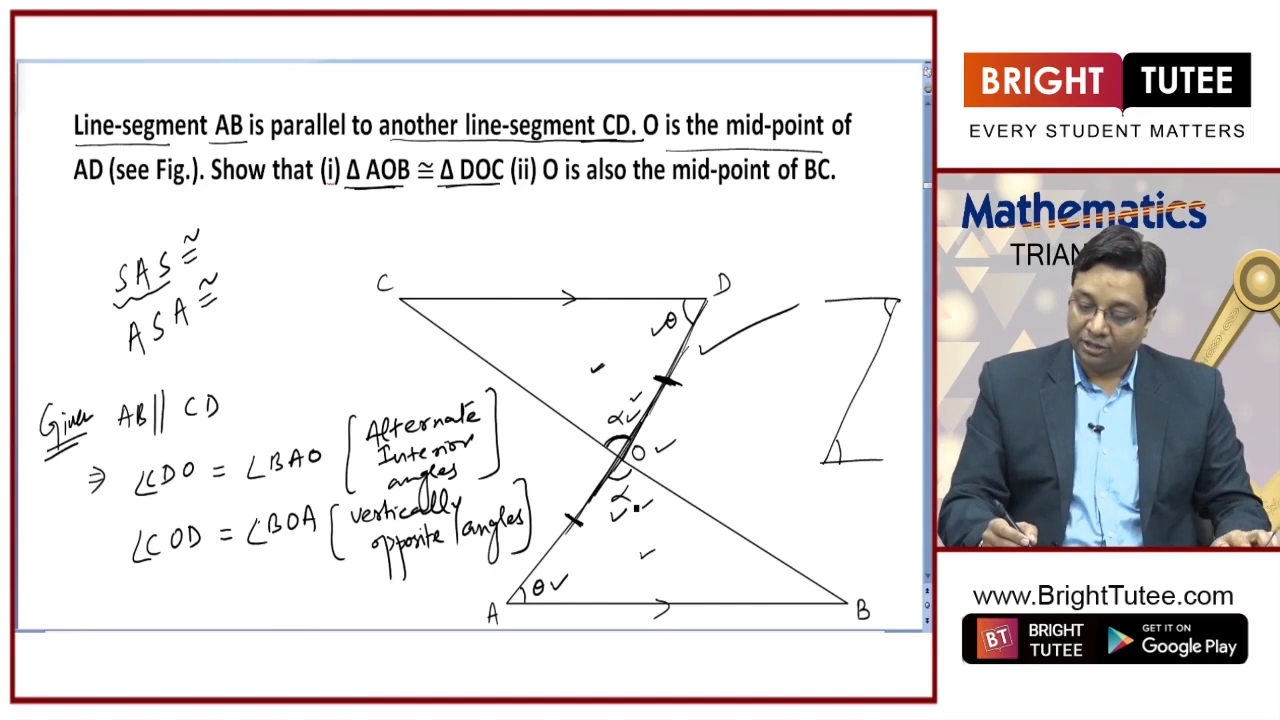 Line-segment AB is parallel to another line-segment CD. O is the mid-point of
AD (see Fig.). Show that (i) Δ AOB ≅ Δ DOC (ii) O is also the mid-point of BC.
SAS ≅
ASA ≅
Given AB || CD
⇒ ∠CDO = ∠BAO [Alternate
Interior
angles]
∠COD = ∠BOA [vertically
opposite angles]
C
D
θ
α
O
α
θ
A
B
BRIGHT TUTEE
EVERY STUDENT MATTERS
Mathematics
TRIAN
www.BrightTutee.com
BT
BRIGHT
TUTEE
GET IT ON
Google Play